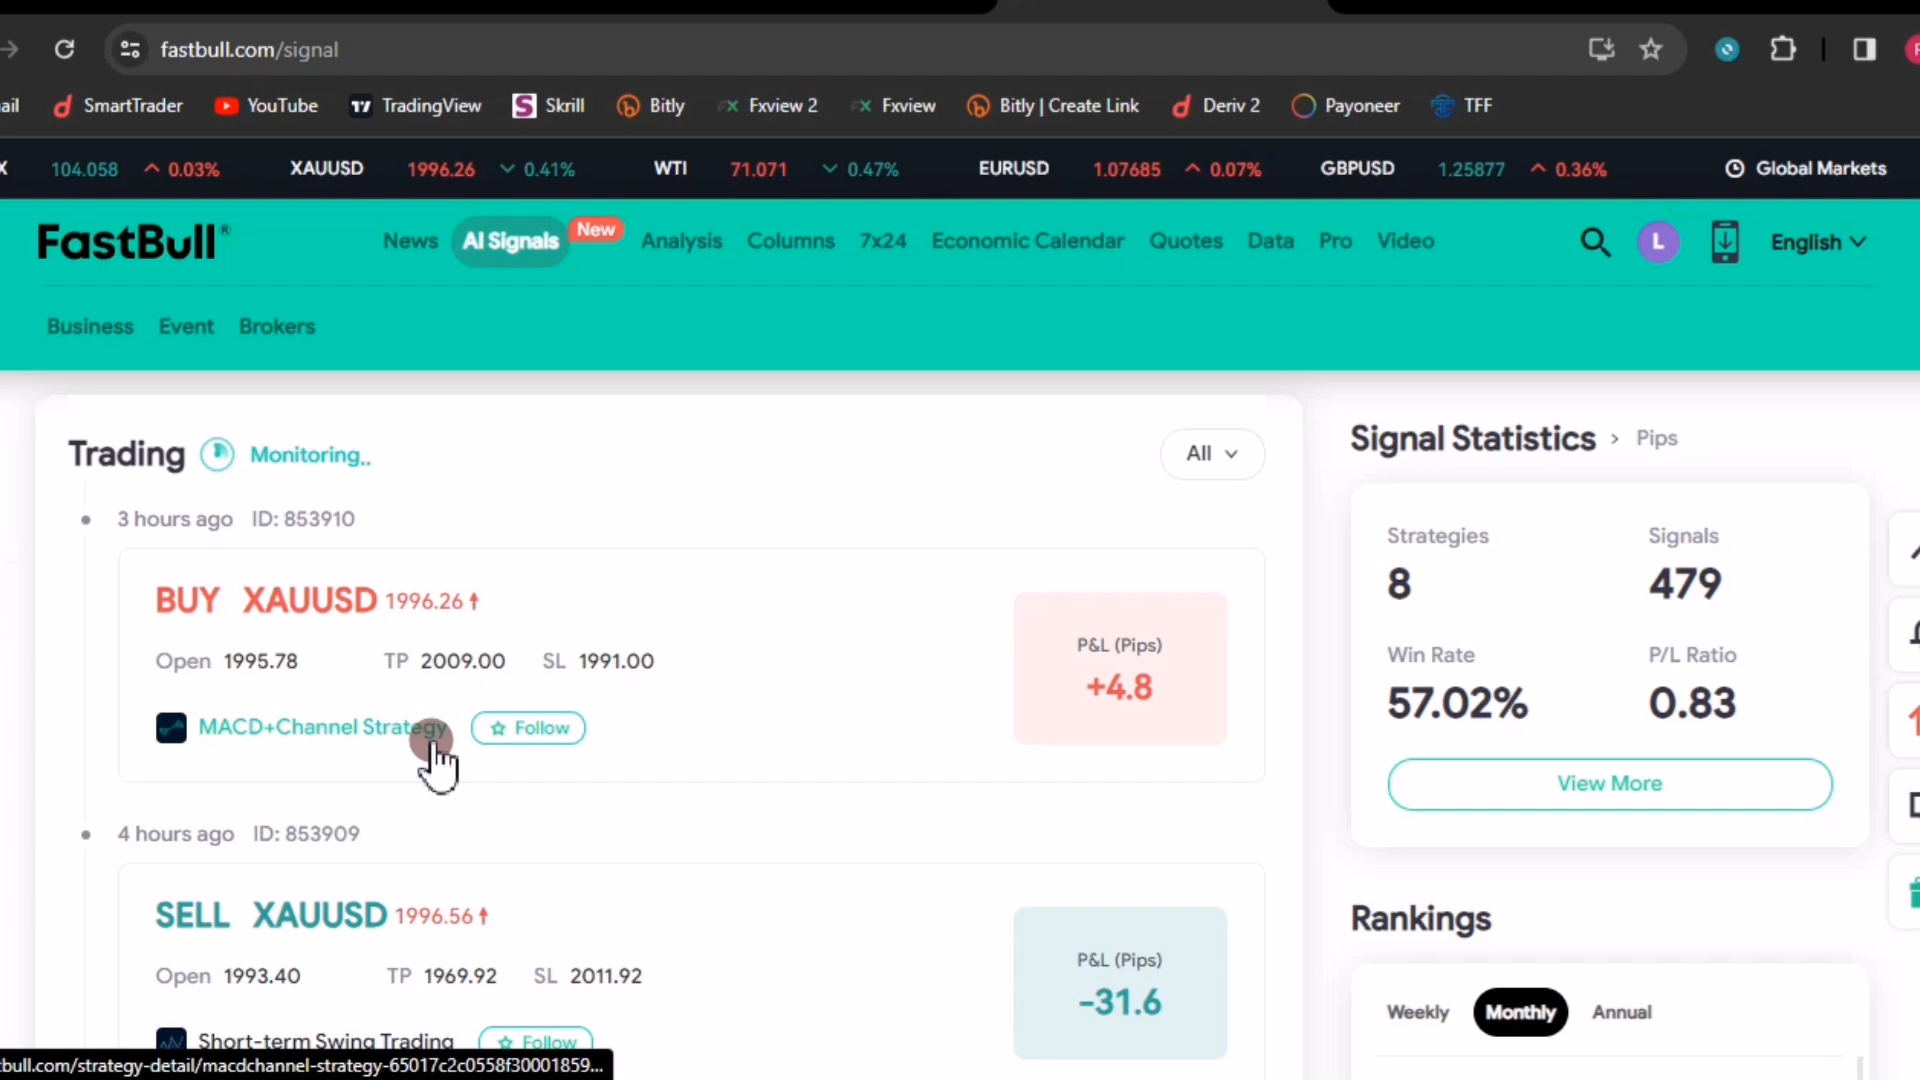 fastbull.com/signal
ail SmartTrader YouTube TradingView Skrill Bitly Fxview 2 Fxview Bitly | Create Link Deriv 2 Payoneer TFF
X 104.058 0.03% XAUUSD 1996.26 0.41% WTI 71.071 0.47% EURUSD 1.07685 0.07% GBPUSD 1.25877 0.36% Global Markets
FastBull® News AI Signals New Analysis Columns 7x24 Economic Calendar Quotes Data Pro Video L English
Business Event Brokers
Trading Monitoring.. All
3 hours ago ID: 853910
BUY XAUUSD 1996.26
Open 1995.78 TP 2009.00 SL 1991.00
MACD+Channel Strategy Follow
P&L (Pips)
+4.8
4 hours ago ID: 853909
SELL XAUUSD 1996.56
Open 1993.40 TP 1969.92 SL 2011.92
Short-term Swing Trading Follow
P&L (Pips)
-31.6
Signal Statistics > Pips
Strategies Signals
8 479
Win Rate P/L Ratio
57.02% 0.83
View More
Rankings
Weekly Monthly Annual
tbull.com/strategy-detail/macdchannel-strategy-65017c2c0558f30001859...